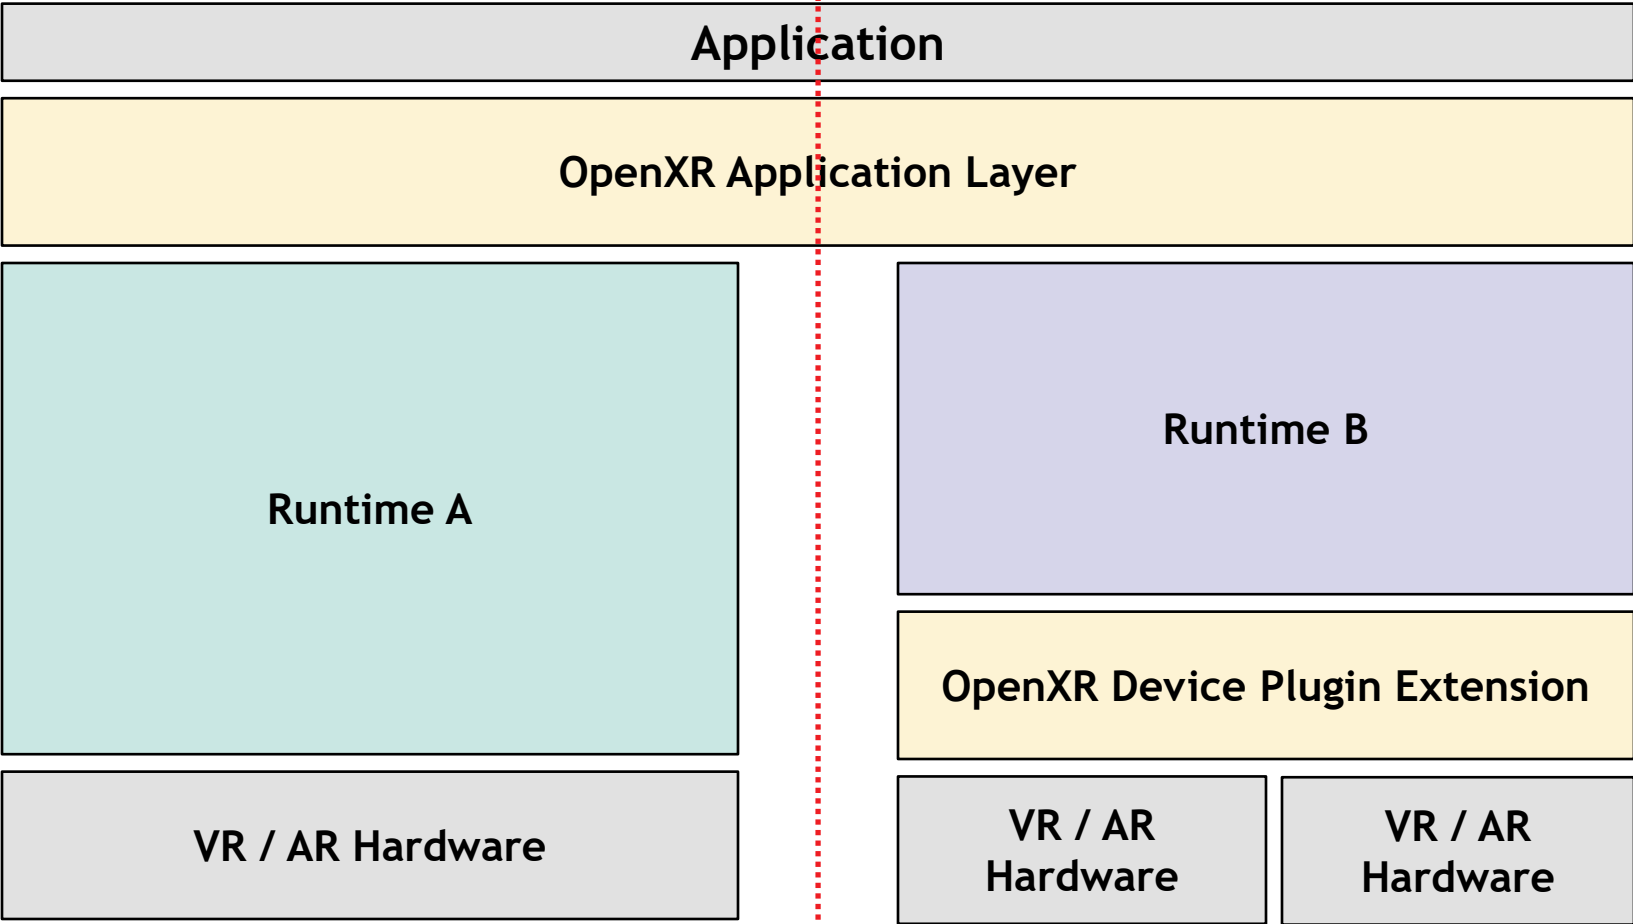 Application
OpenXR Application Layer
Runtime A
Runtime B
OpenXR Device Plugin Extension
VR / AR Hardware
VR / AR
Hardware
VR / AR
Hardware